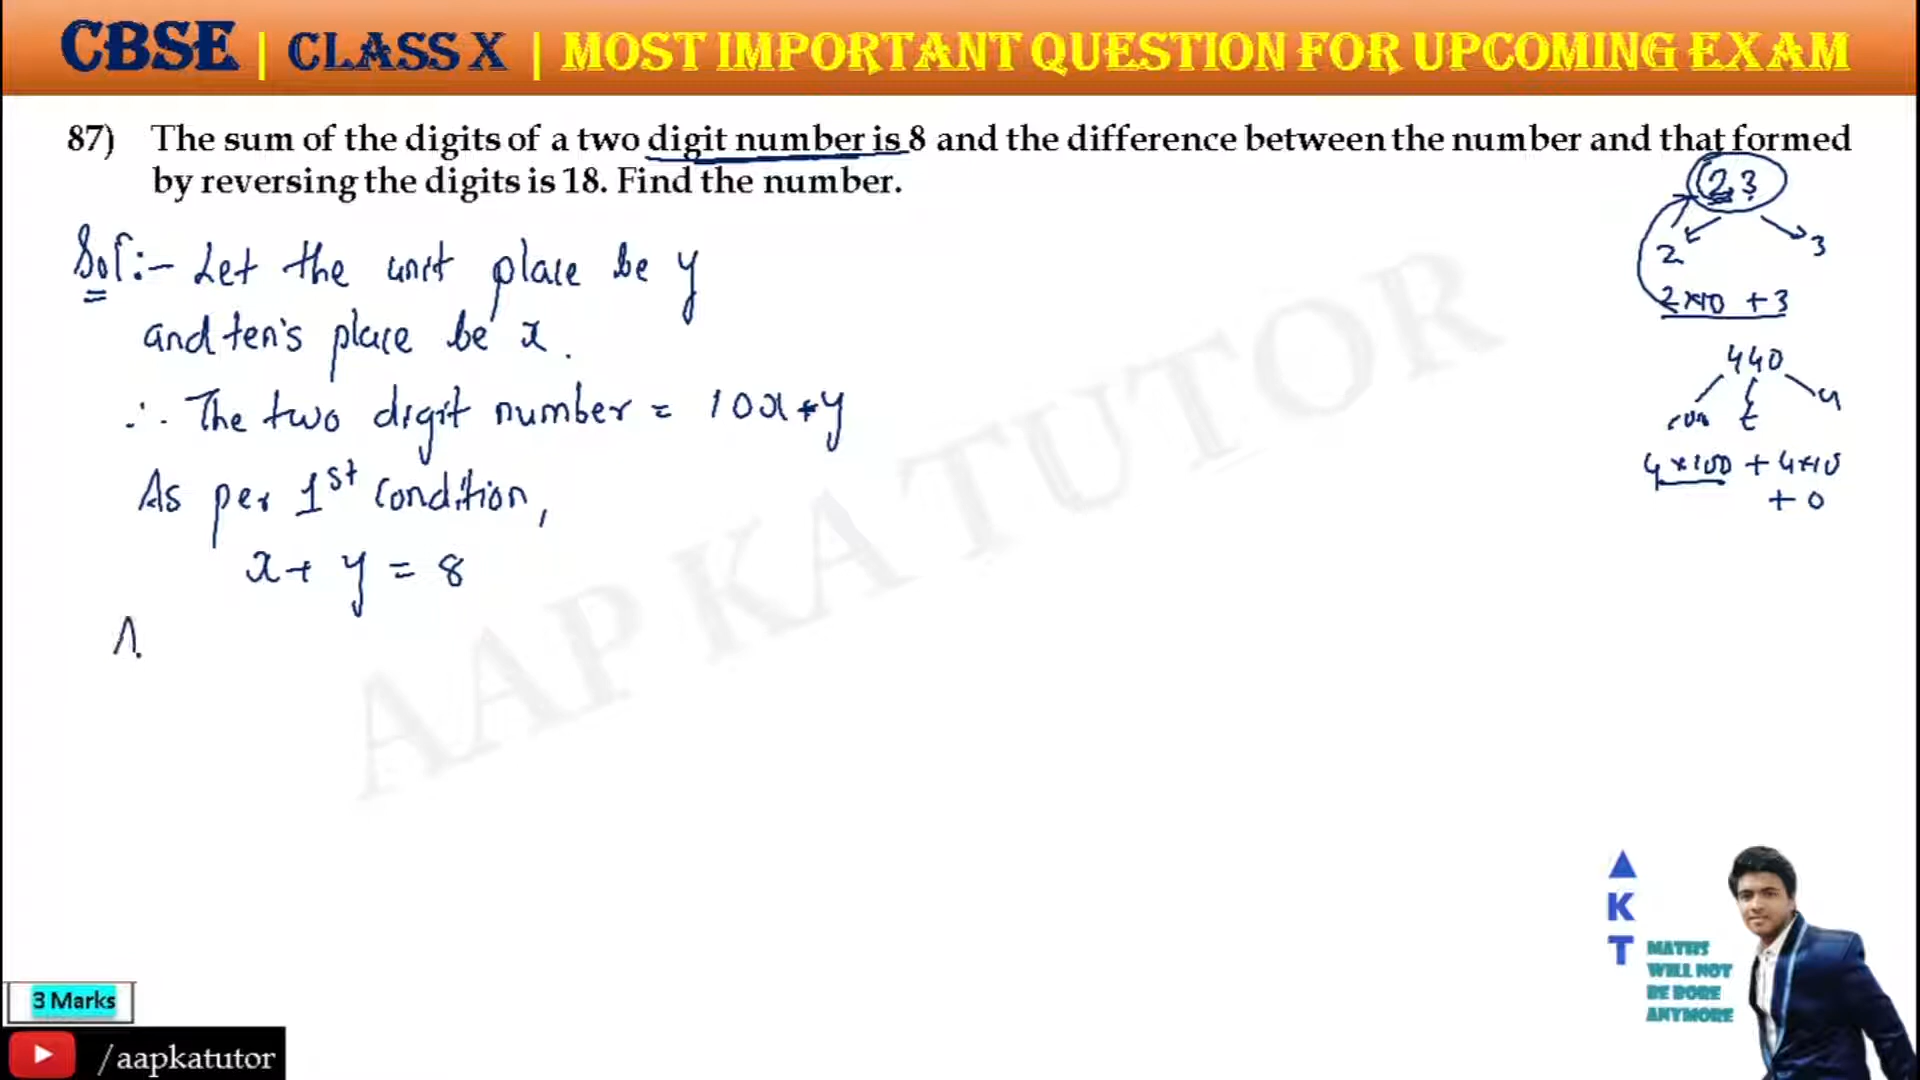 CBSE | CLASS X | MOST IMPORTANT QUESTION FOR UPCOMING EXAM
87) The sum of the digits of a two digit number is 8 and the difference between the number and that formed
by reversing the digits is 18. Find the number.
23
2 3
2×10 + 3
440
t
4×100 + 4×10
+ 0
Sol:- Let the unit place be y
and ten's place be x.
∴ The two digit number = 10x+y
As per 1st condition,
x+ y = 8
AAP KA TUTOR
A
K
T
MATHS
WILL NOT
BE BORE
ANYMORE
3 Marks
/aapkatutor